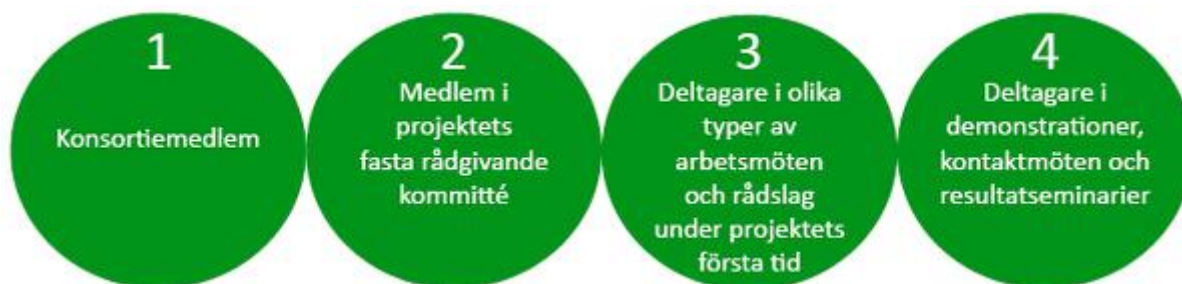 1
Konsortiemedlem
2
Medlem i
projektets
fasta rådgivande
kommitté
3
Deltagare i olika
typer av
arbetsmöten
och rådslag
under projektets
första tid
4
Deltagare i
demonstrationer,
kontaktmöten och
resultatseminarier